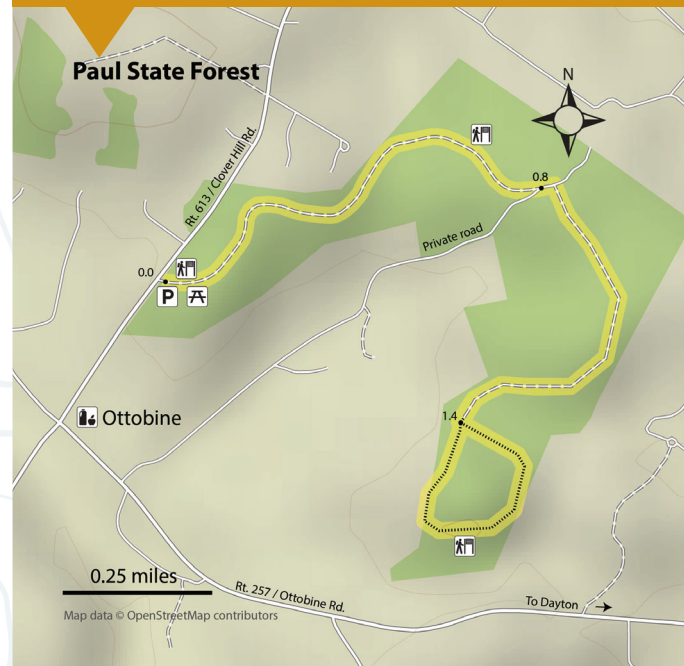 Paul State Forest
N
Rt. 613 / Clover Hill Rd.
0.8
Private road
0.0
P
1.4
Ottobine
0.25 miles
Rt. 257 / Ottobine Rd.
To Dayton
Map data © OpenStreetMap contributors